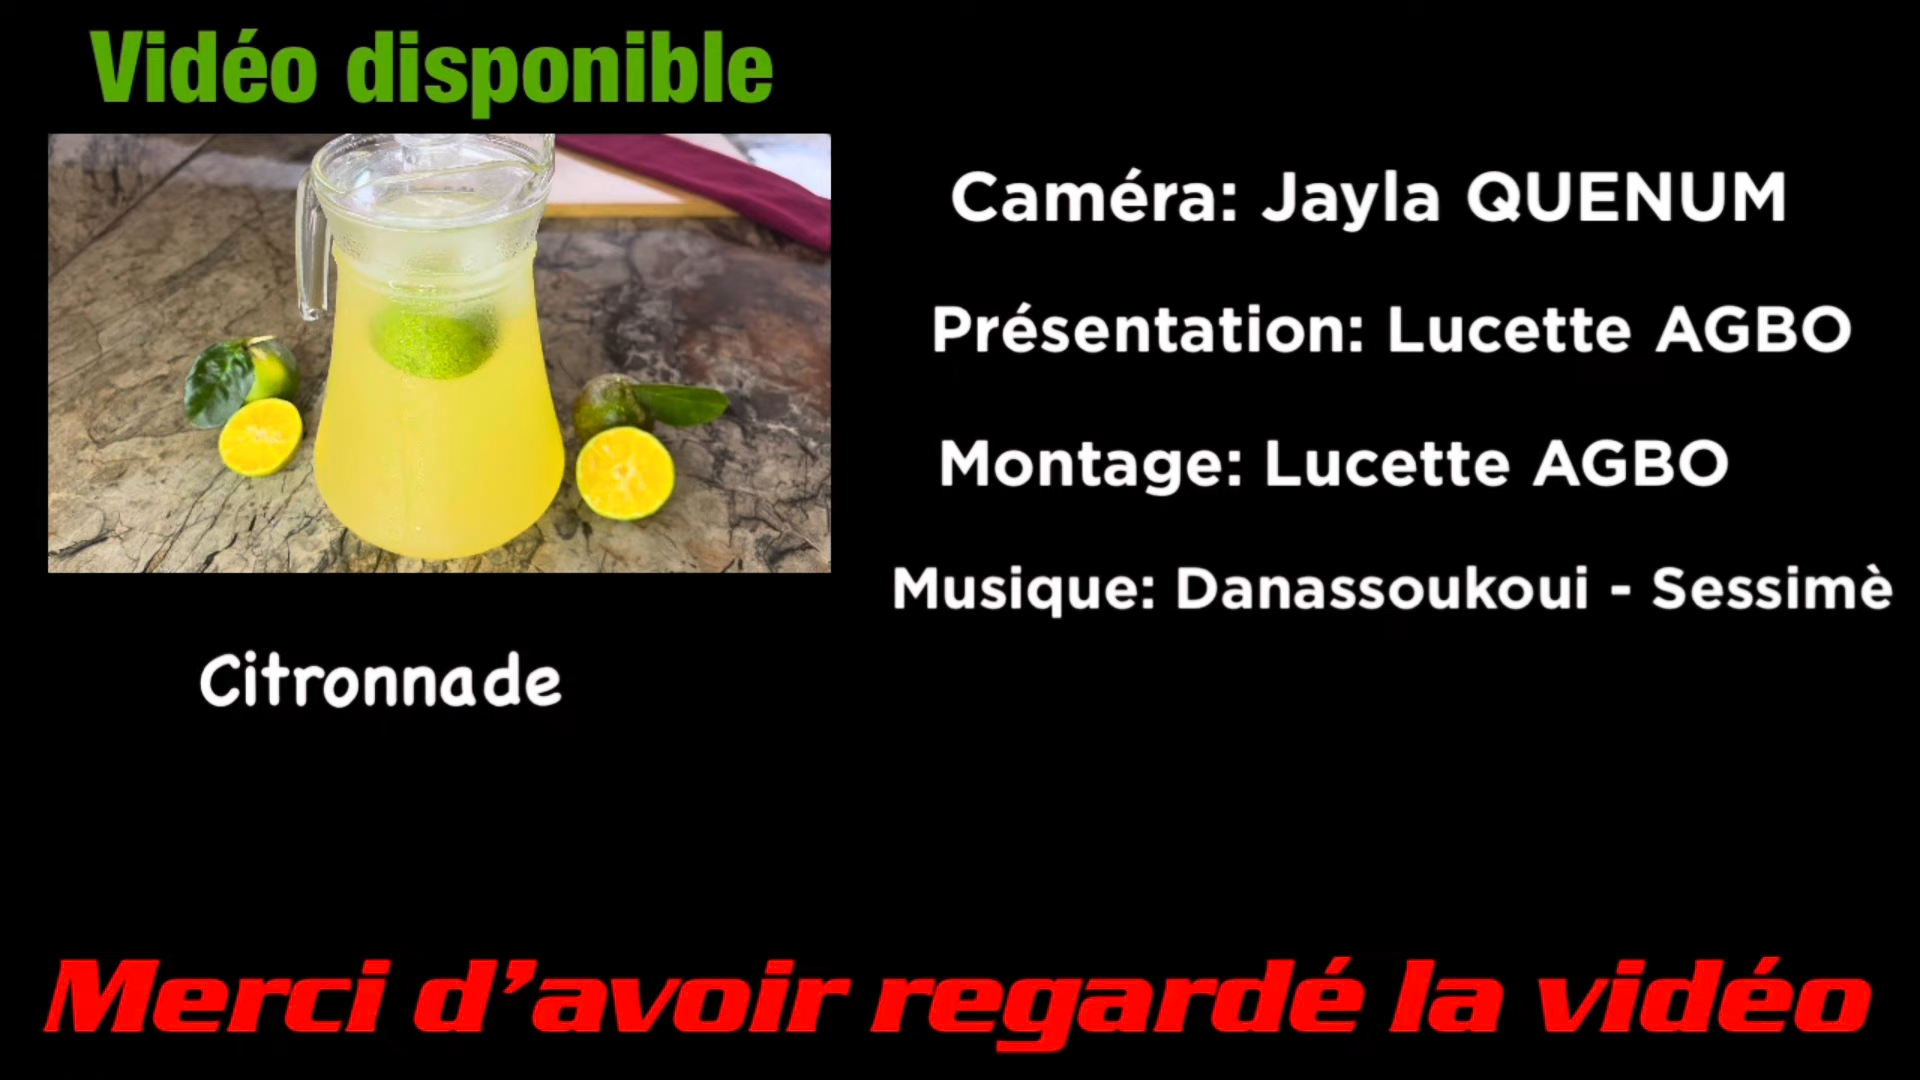 Vidéo disponible
Caméra: Jayla QUENUM
Présentation: Lucette AGBO
Montage: Lucette AGBO
Musique: Danassoukoui - Sessimè
Citronnade
Merci d’avoir regardé la vidéo